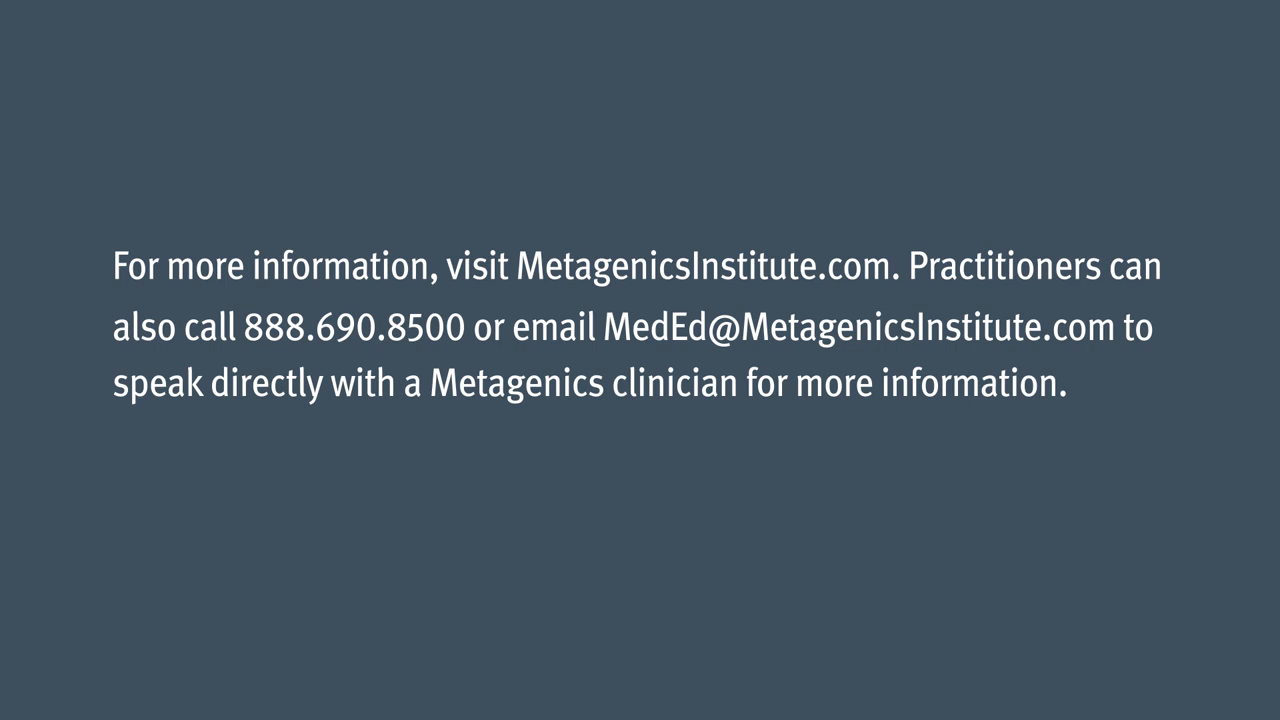 For more information, visit MetagenicsInstitute.com. Practitioners can
also call 888.690.8500 or email MedEd@MetagenicsInstitute.com to
speak directly with a Metagenics clinician for more information.